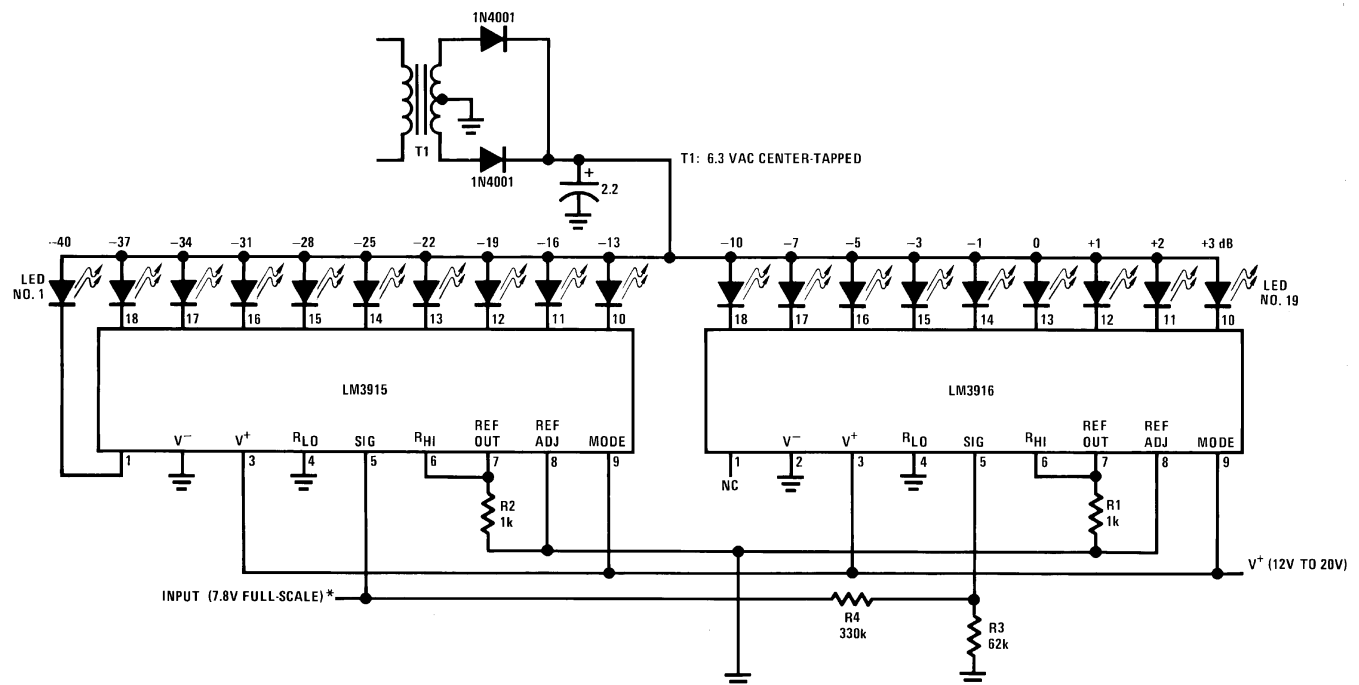 1N4001
T1
1N4001
T1: 6.3 VAC CENTER-TAPPED
+
2.2
−40 −37 −34 −31 −28 −25 −22 −19 −16 −13 −10 −7 −5 −3 −1 0 +1 +2 +3 dB
LED
NO. 1
LED
NO. 19
18 17 16 15 14 13 12 11 10
18 17 16 15 14 13 12 11 10
LM3915
LM3916
V− V+ RLO SIG RHI REF OUT REF ADJ MODE
V− V+ RLO SIG RHI REF OUT REF ADJ MODE
1 3 4 5 6 7 8 9
1 2 3 4 5 6 7 8 9
NC
R2
1k
R1
1k
V+ (12V TO 20V)
INPUT (7.8V FULL-SCALE)*
R4
330k
R3
62k